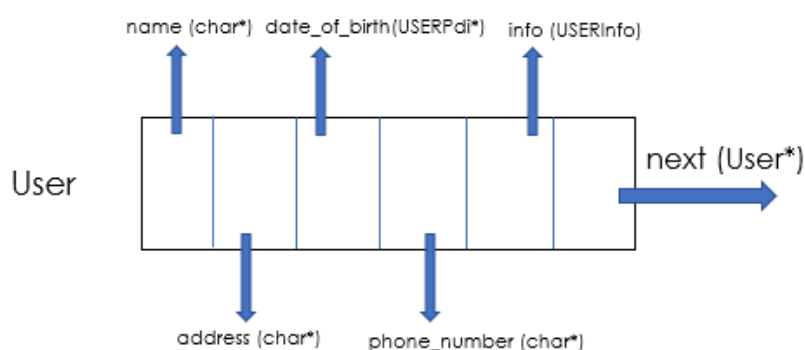 name (char*) date_of_birth(USERPdi*) info (USERInfo)
next (User*)
User
address (char*) phone_number (char*)